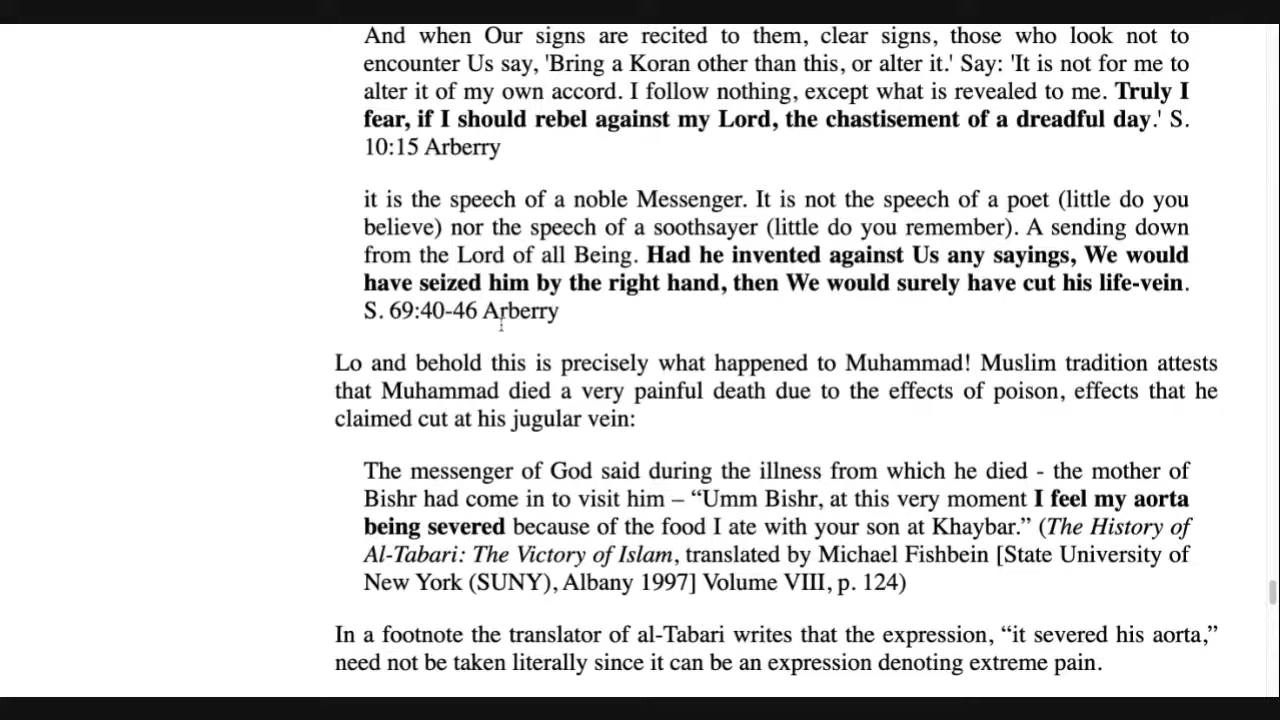 And when Our signs are recited to them, clear signs, those who look not to
encounter Us say, 'Bring a Koran other than this, or alter it.' Say: 'It is not for me to
alter it of my own accord. I follow nothing, except what is revealed to me. Truly I
fear, if I should rebel against my Lord, the chastisement of a dreadful day.' S.
10:15 Arberry
it is the speech of a noble Messenger. It is not the speech of a poet (little do you
believe) nor the speech of a soothsayer (little do you remember). A sending down
from the Lord of all Being. Had he invented against Us any sayings, We would
have seized him by the right hand, then We would surely have cut his life-vein.
S. 69:40-46 Arberry
Lo and behold this is precisely what happened to Muhammad! Muslim tradition attests
that Muhammad died a very painful death due to the effects of poison, effects that he
claimed cut at his jugular vein:
The messenger of God said during the illness from which he died - the mother of
Bishr had come in to visit him – “Umm Bishr, at this very moment I feel my aorta
being severed because of the food I ate with your son at Khaybar.” (The History of
Al-Tabari: The Victory of Islam, translated by Michael Fishbein [State University of
New York (SUNY), Albany 1997] Volume VIII, p. 124)
In a footnote the translator of al-Tabari writes that the expression, “it severed his aorta,”
need not be taken literally since it can be an expression denoting extreme pain.